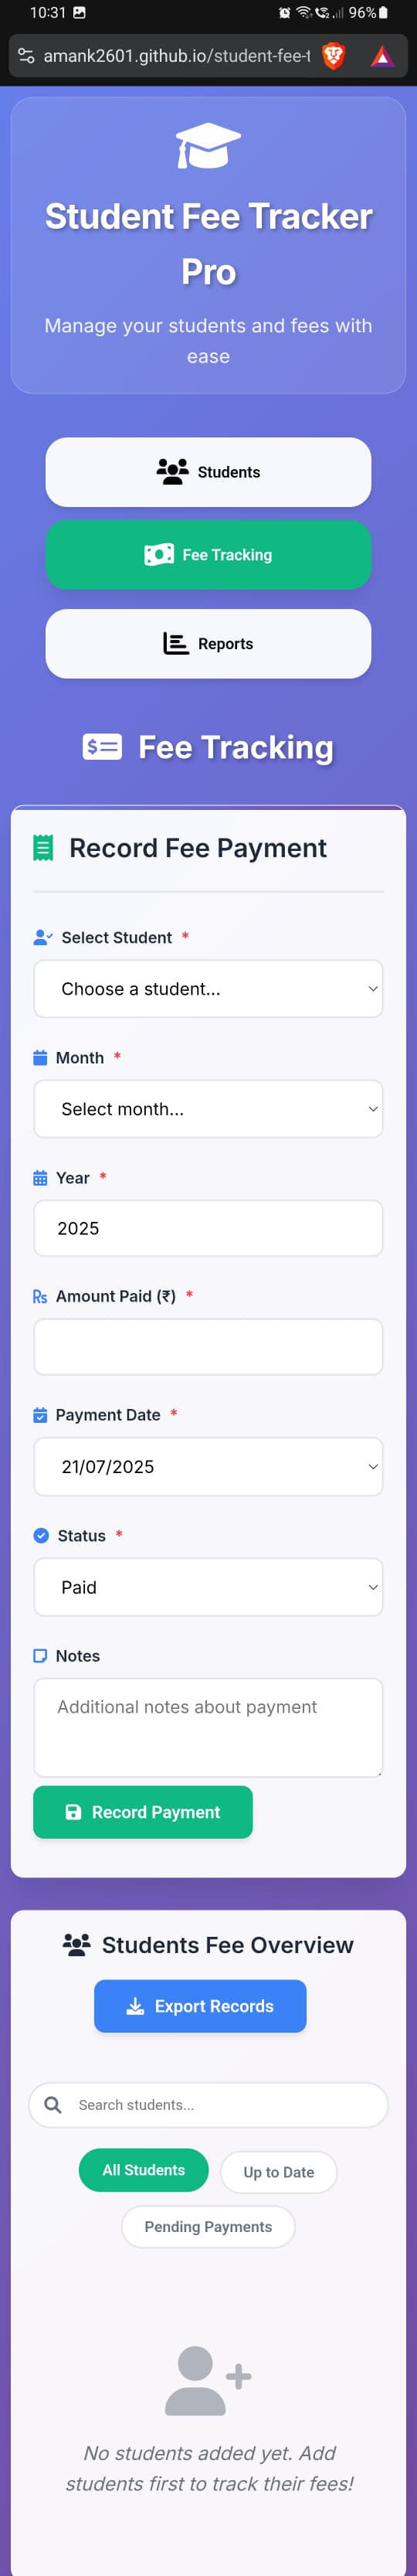 10:31
96%
amank2601.github.io/student-fee-t
Student Fee Tracker
Pro
Manage your students and fees with
ease
Students
Fee Tracking
Reports
Fee Tracking
Record Fee Payment
Select Student *
Choose a student...
Month *
Select month...
Year *
2025
Amount Paid (₹) *
Payment Date *
21/07/2025
Status *
Paid
Notes
Additional notes about payment
Record Payment
Students Fee Overview
Export Records
Search students...
All Students
Up to Date
Pending Payments
No students added yet. Add
students first to track their fees!